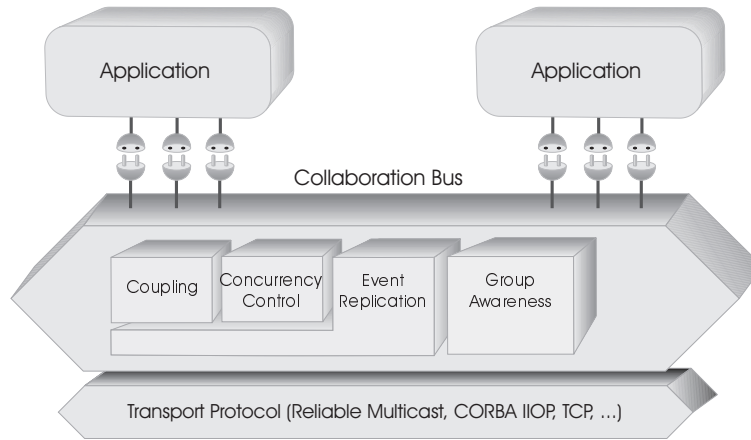 Application
Application
Collaboration Bus
Coupling
Concurrency
Control
Event
Replication
Group
Awareness
Transport Protocol (Reliable Multicast, CORBA IIOP, TCP, ...)